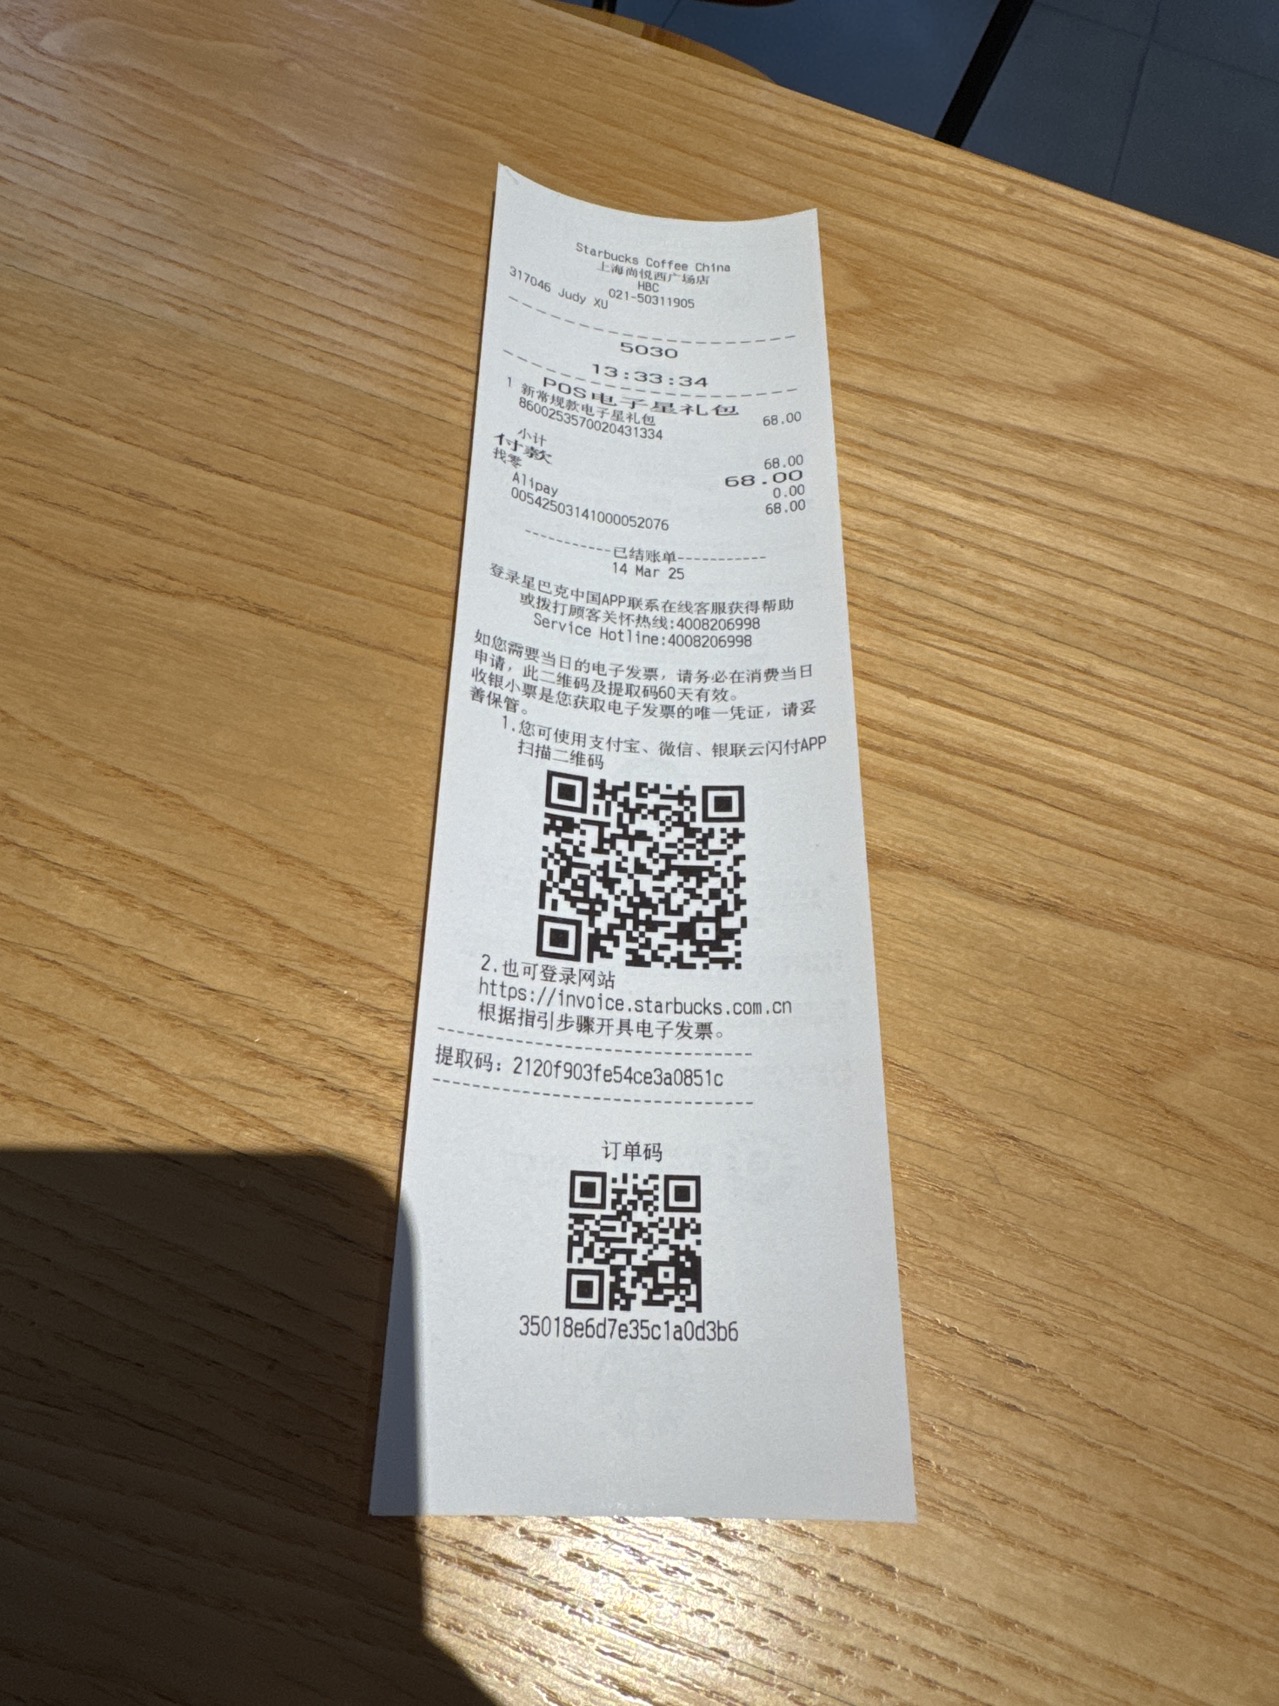 Starbucks Coffee China
上海尚悦西广场店
HBC
021-50311905
317046 Judy XU
5030
13:33:34
POS电子星礼包
1 新常规款电子星礼包 68.00
8600253570020431334
小计 68.00
付款 68.00
找零 0.00
Alipay 68.00
00542503141000052076
-----------已结账单-----------
14 Mar 25
登录星巴克中国APP联系在线客服获得帮助
或拨打顾客关怀热线:4008206998
Service Hotline:4008206998
如您需要当日的电子发票，请务必在消费当日
申请，此二维码及提取码60天有效。
收银小票是您获取电子发票的唯一凭证，请妥
善保管。
1.您可使用支付宝、微信、银联云闪付APP
扫描二维码
2.也可登录网站
https://invoice.starbucks.com.cn
根据指引步骤开具电子发票。
提取码：2120f903fe54ce3a0851c
订单码
35018e6d7e35c1a0d3b6